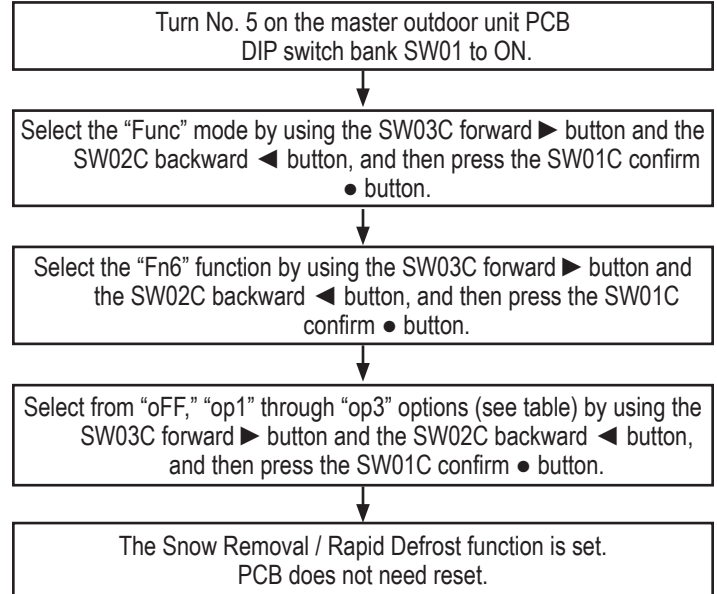 Turn No. 5 on the master outdoor unit PCB
DIP switch bank SW01 to ON.
Select the “Func” mode by using the SW03C forward ► button and the
SW02C backward ◄ button, and then press the SW01C confirm
● button.
Select the “Fn6” function by using the SW03C forward ► button and
the SW02C backward ◄ button, and then press the SW01C
confirm ● button.
Select from “oFF,” “op1” through “op3” options (see table) by using the
SW03C forward ► button and the SW02C backward ◄ button,
and then press the SW01C confirm ● button.
The Snow Removal / Rapid Defrost function is set.
PCB does not need reset.